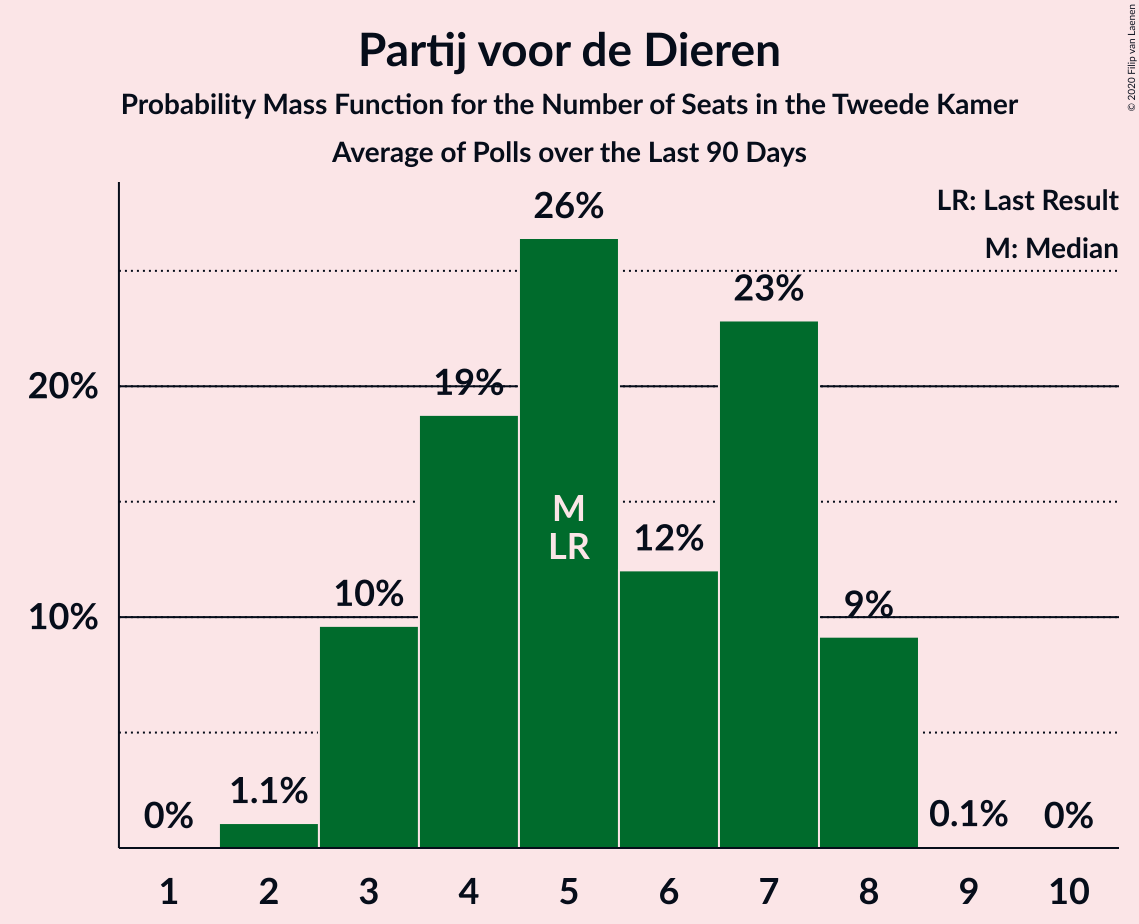 Partij voor de Dieren
Probability Mass Function for the Number of Seats in the Tweede Kamer
Average of Polls over the Last 90 Days
© 2020 Filip van Laenen
LR: Last Result
M: Median
26%
23%
20%
19%
M
LR
12%
10%
10%
9%
0%
1.1%
0.1%
0%
1 2 3 4 5 6 7 8 9 10